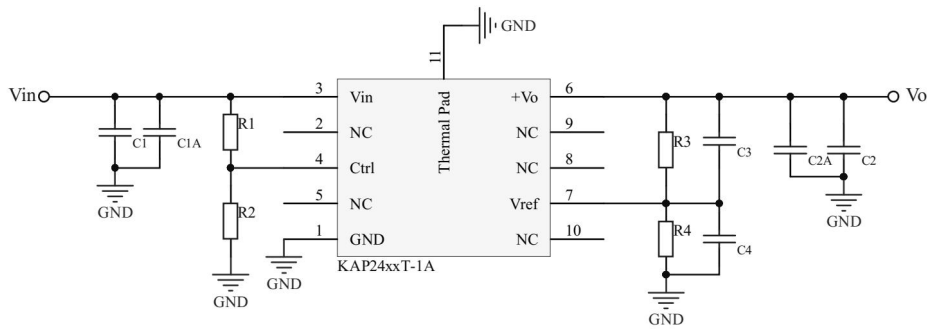 GND
11
Vin
3
Vin
+Vo
6
Vo
Thermal Pad
C1
C1A
R1
2
NC
NC
9
R3
C3
C2A
C2
4
Ctrl
NC
8
GND
R2
5
NC
Vref
7
GND
1
GND
NC
10
R4
C4
KAP24xxT-1A
GND
GND
GND